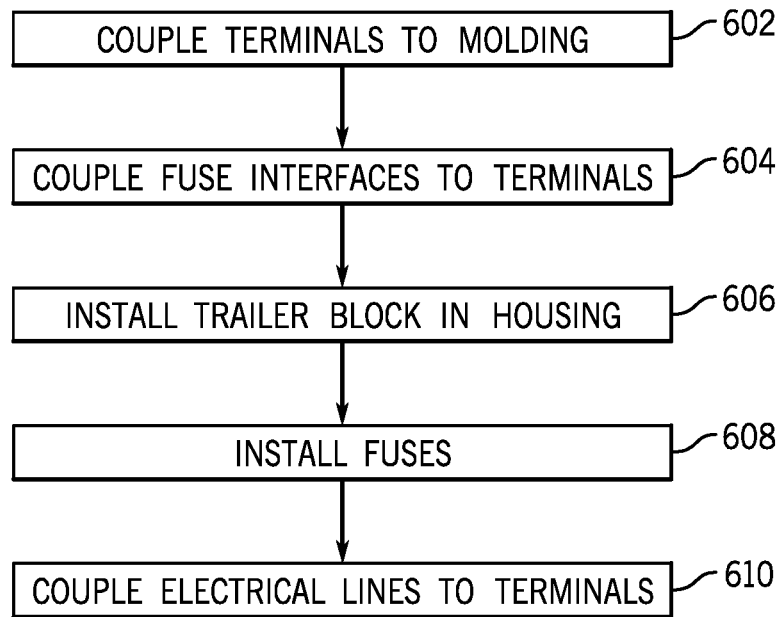 COUPLE TERMINALS TO MOLDING
602
COUPLE FUSE INTERFACES TO TERMINALS
604
INSTALL TRAILER BLOCK IN HOUSING
606
INSTALL FUSES
608
COUPLE ELECTRICAL LINES TO TERMINALS
610